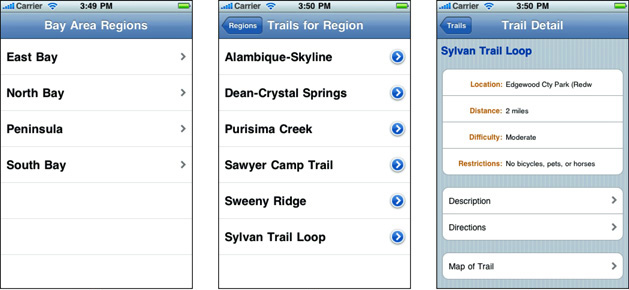 Carrier 3:49 PM
Bay Area Regions
East Bay
North Bay
Peninsula
South Bay
Carrier 3:50 PM
Regions Trails for Region
Alambique-Skyline
Dean-Crystal Springs
Purisima Creek
Sawyer Camp Trail
Sweeny Ridge
Sylvan Trail Loop
Carrier 3:50 PM
Trails Trail Detail
Sylvan Trail Loop
Location: Edgewood Cty Park (Redw
Distance: 2 miles
Difficulty: Moderate
Restrictions: No bicycles, pets, or horses
Description
Directions
Map of Trail